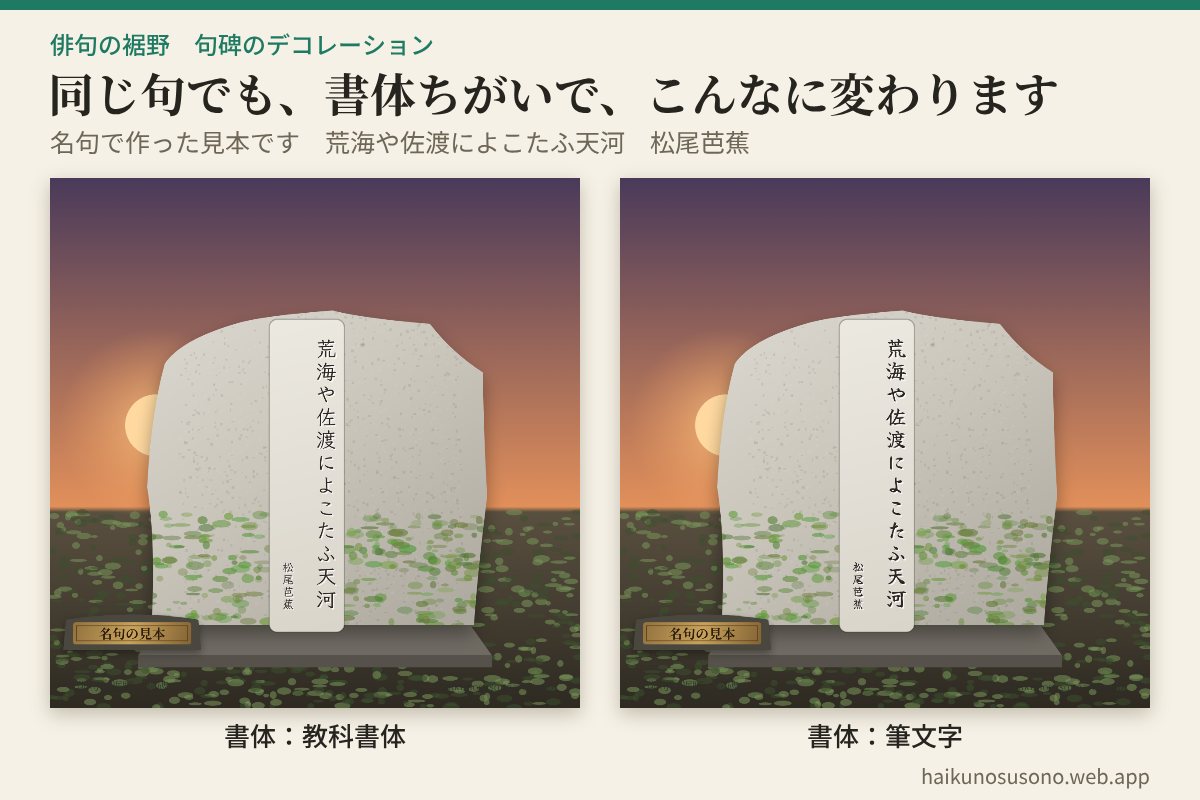 俳句の裾野　句碑のデコレーション
同じ句でも、書体ちがいで、こんなに変わります
名句で作った見本です　荒海や佐渡によこたふ天河　松尾芭蕉
荒海や佐渡によこたふ天河
松尾芭蕉
名句の見本
書体：教科書体
荒海や佐渡によこたふ天河
松尾芭蕉
名句の見本
書体：筆文字
haikunosusono.web.app